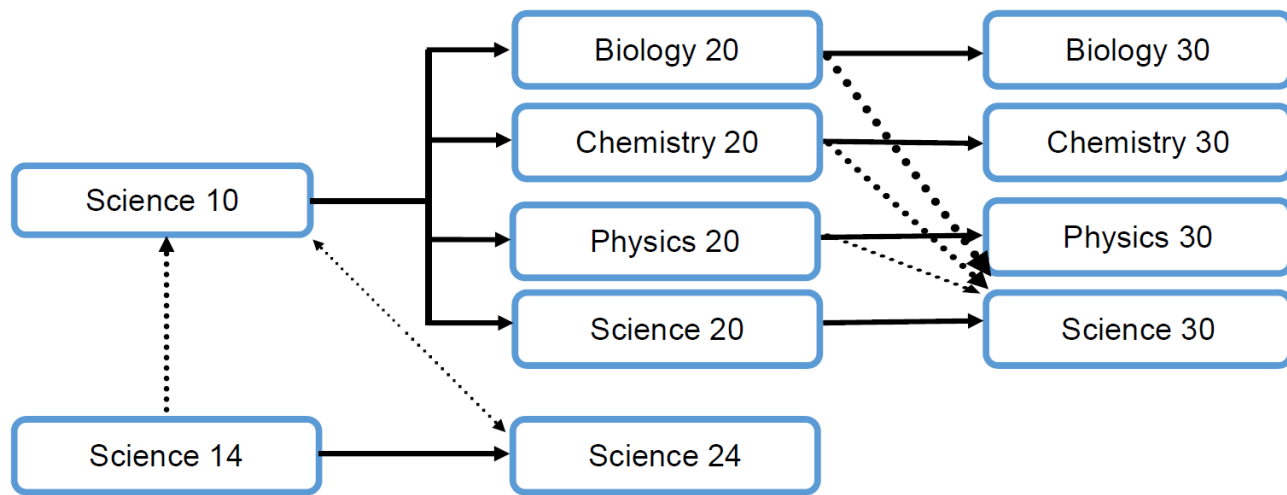 Biology 20
Biology 30
Chemistry 20
Chemistry 30
Science 10
Physics 20
Physics 30
Science 20
Science 30
Science 14
Science 24